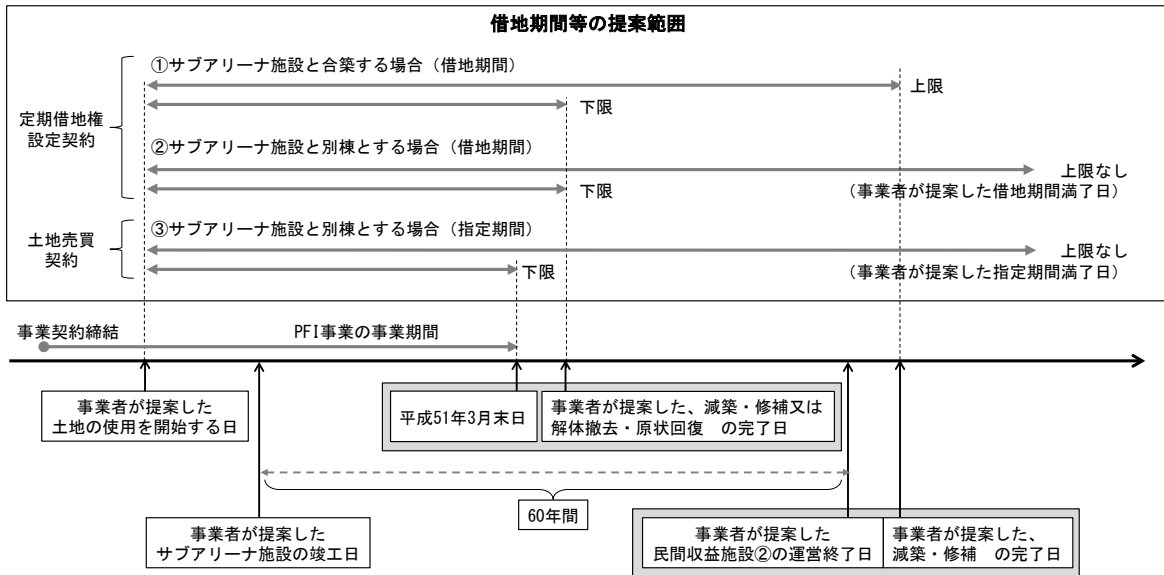 借地期間等の提案範囲
定期借地権
設定契約
①サブアリーナ施設と合築する場合（借地期間）
上限
下限
②サブアリーナ施設と別棟とする場合（借地期間）
上限なし
（事業者が提案した借地期間満了日）
下限
土地売買
契約
③サブアリーナ施設と別棟とする場合（指定期間）
上限なし
（事業者が提案した指定期間満了日）
下限
事業契約締結
PFI事業の事業期間
事業者が提案した
土地の使用を開始する日
平成51年3月末日
事業者が提案した、減築・修補又は
解体撤去・原状回復　の完了日
60年間
事業者が提案した
サブアリーナ施設の竣工日
事業者が提案した
民間収益施設②の運営終了日
事業者が提案した、
減築・修補　の完了日